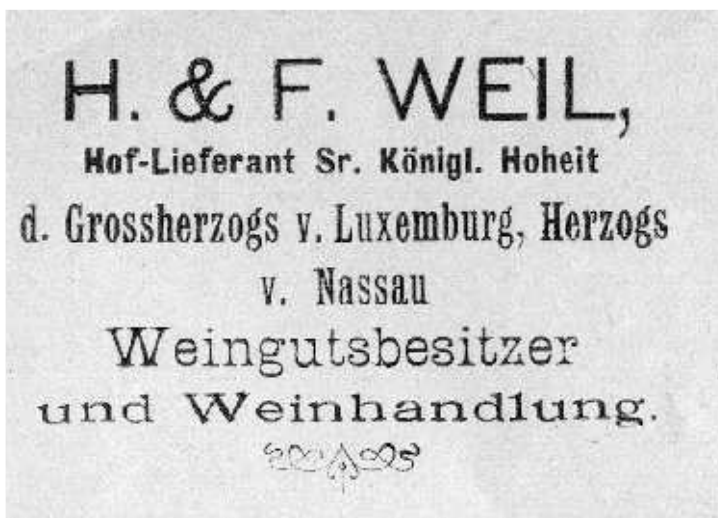 H. & F. WEIL,
Hof-Lieferant Sr. Königl. Hoheit
d. Grossherzogs v. Luxemburg, Herzogs
v. Nassau
Weingutsbesitzer
und Weinhandlung.